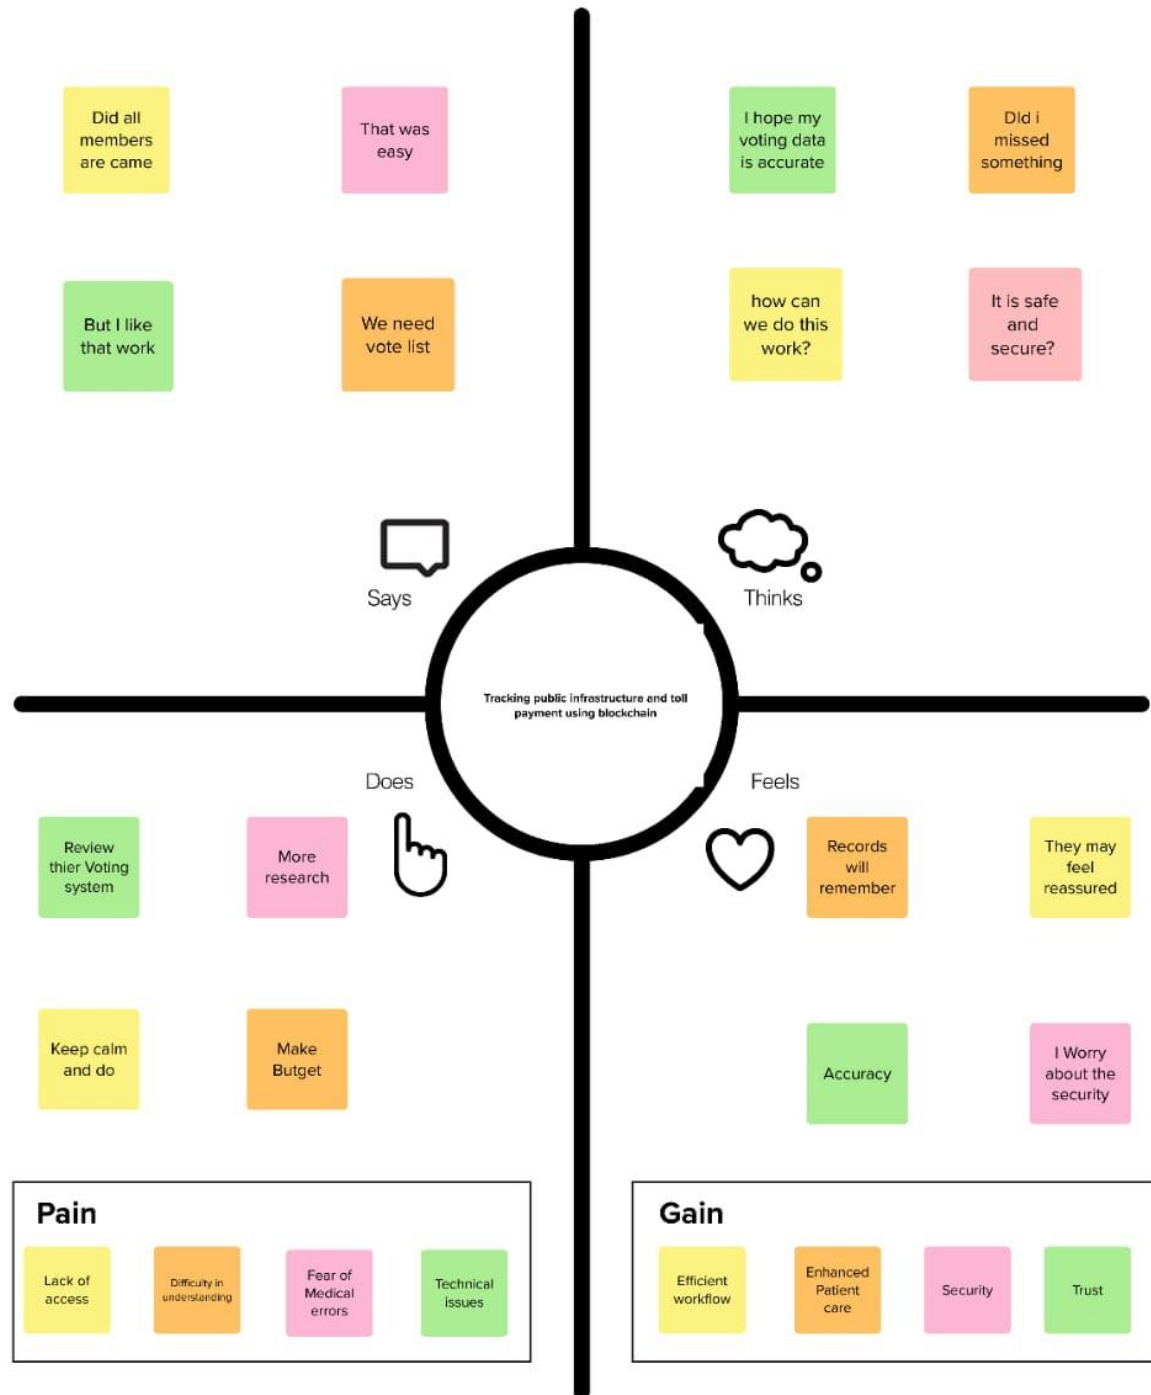 Did all
members
are came
That was
easy
But I like
that work
We need
vote list
Says
I hope my
voting data
is accurate
DId i
missed
something
how can
we do this
work?
It is safe
and
secure?
Thinks
Tracking public infrastructure and toll
payment using blockchain
Does
Review
thier Voting
system
More
research
Keep calm
and do
Make
Butget
Feels
Records
will
remember
They may
feel
reassured
Accuracy
I Worry
about the
security
Pain
Lack of
access
Difficulty in
understanding
Fear of
Medical
errors
Technical
issues
Gain
Efficient
workflow
Enhanced
Patient
care
Security
Trust